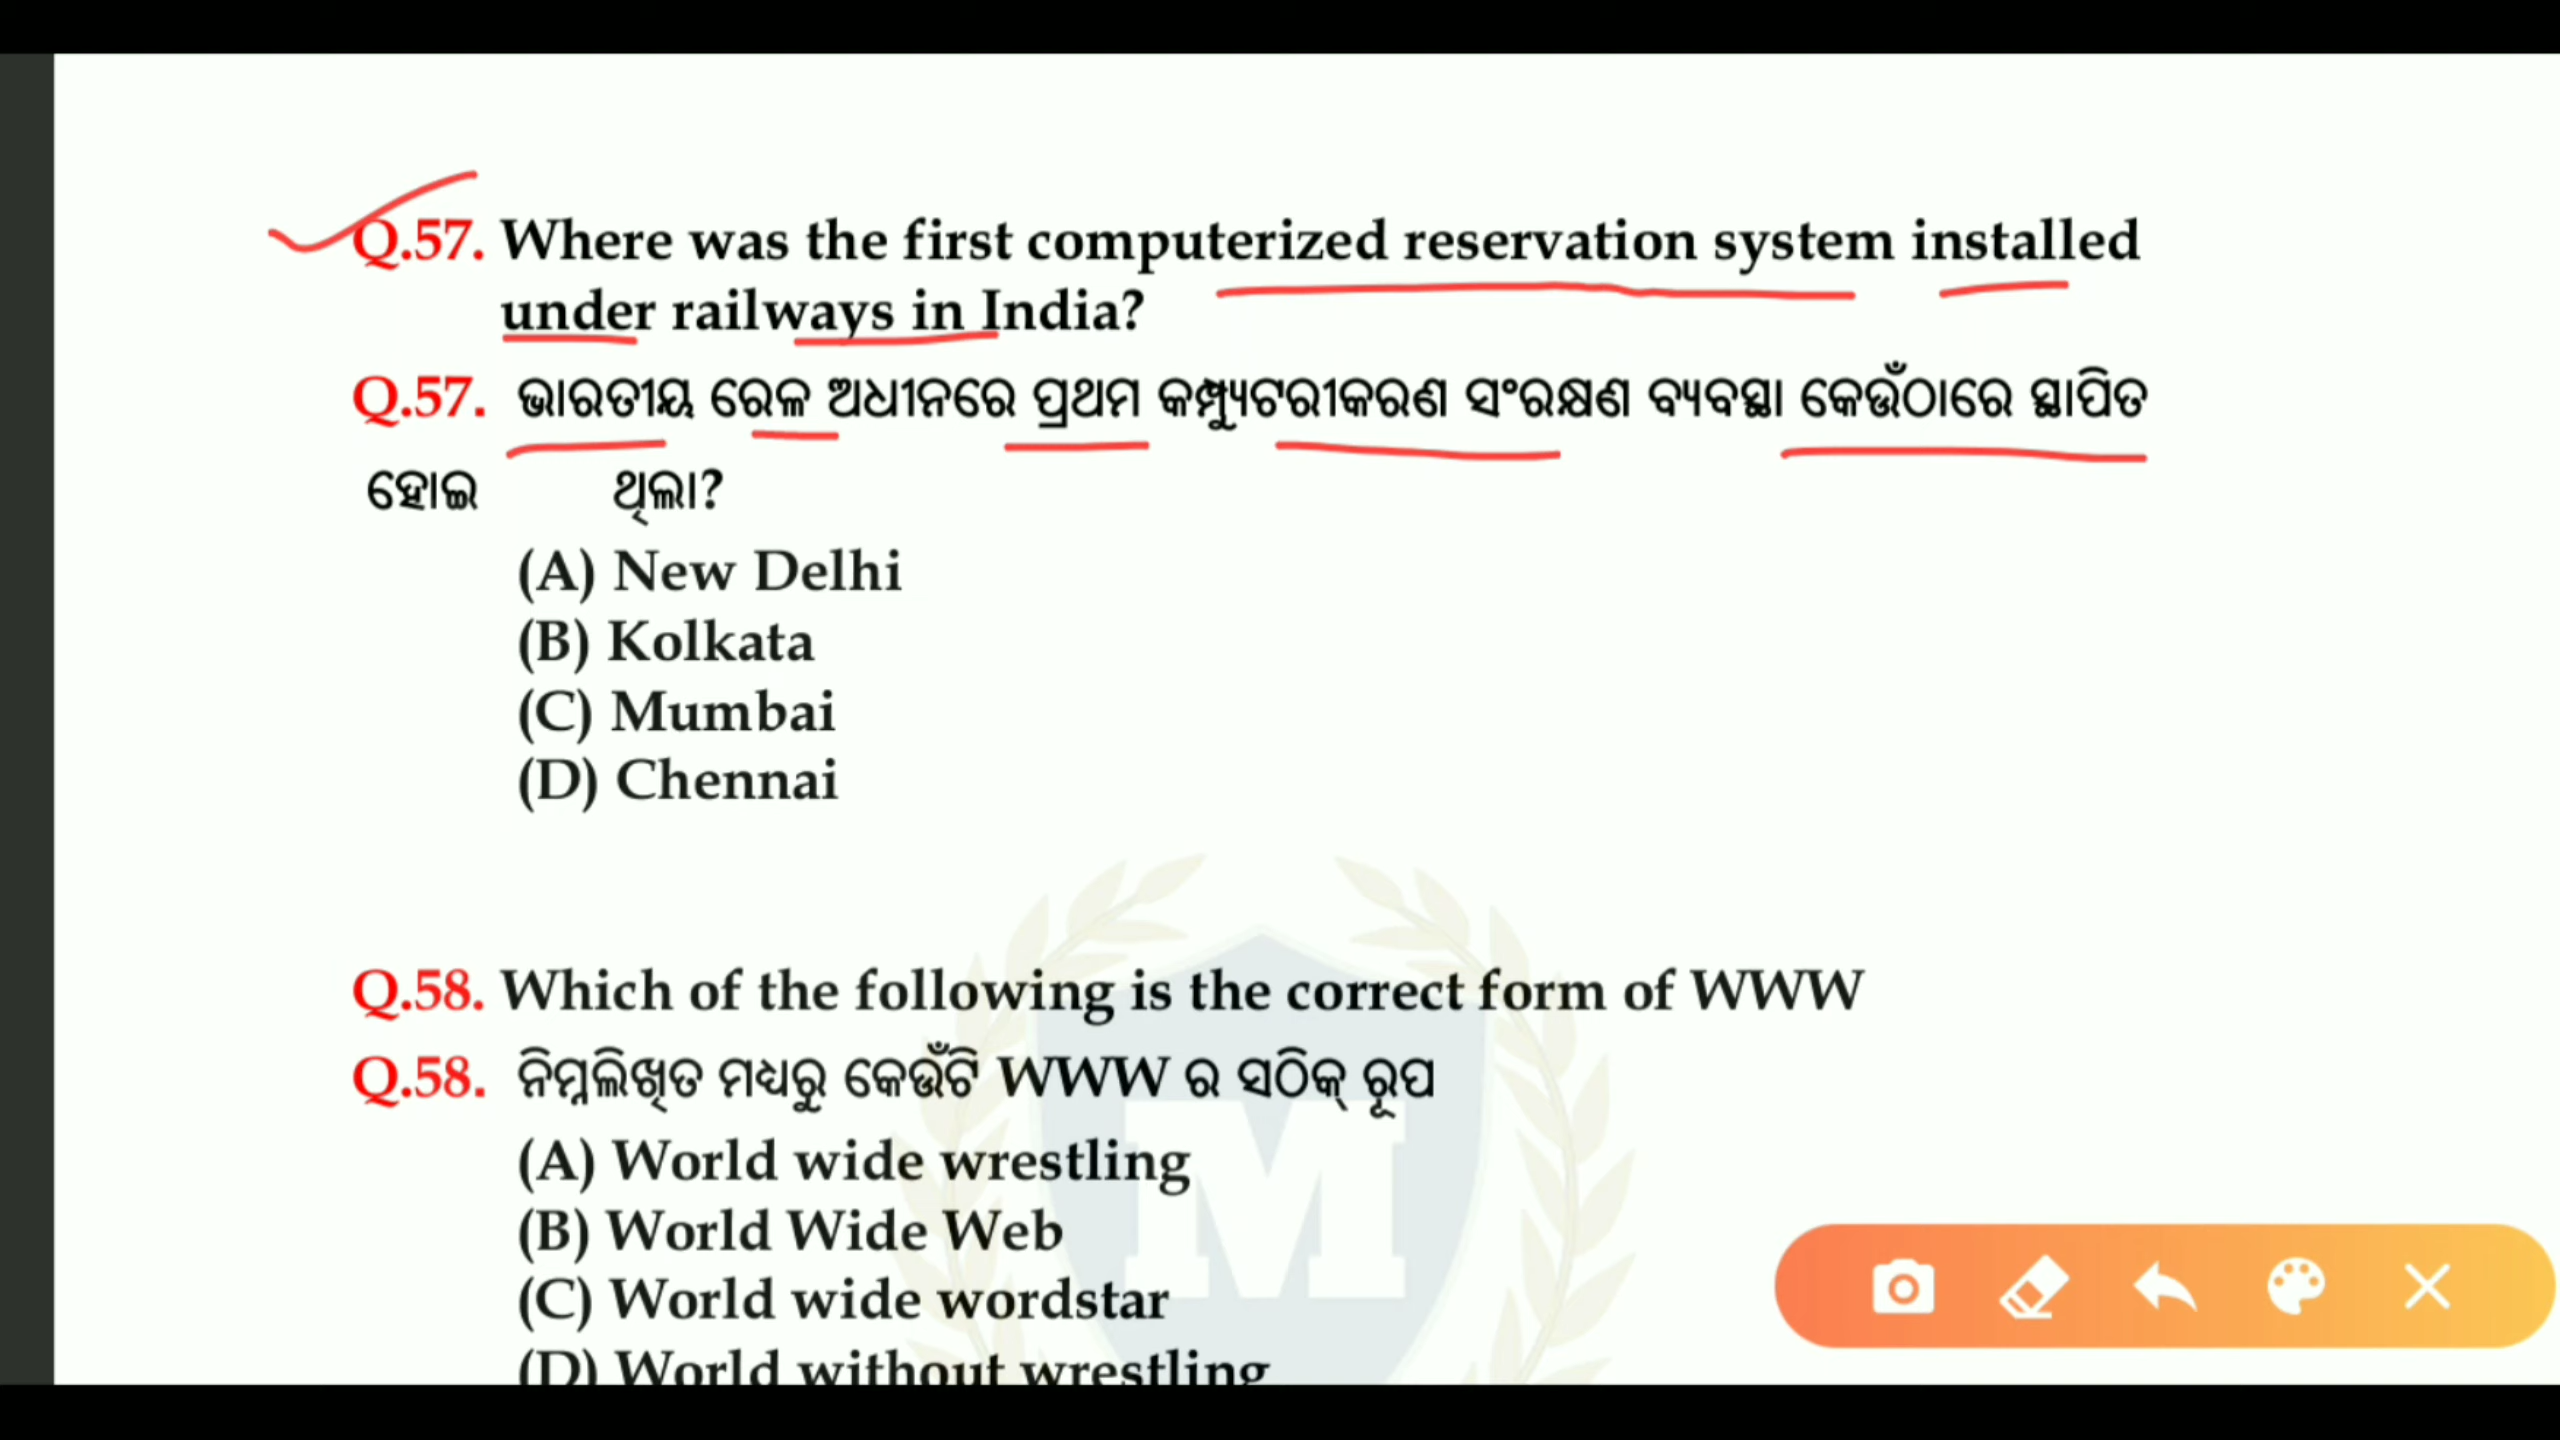 Q.57. Where was the first computerized reservation system installed
under railways in India?
Q.57. ଭାରତୀୟ ରେଳ ଅଧୀନରେ ପ୍ରଥମ କମ୍ପ୍ୟୁଟରୀକରଣ ସଂରକ୍ଷଣ ବ୍ୟବସ୍ଥା କେଉଁଠାରେ ସ୍ଥାପିତ
ହୋଇ ଥିଲା?
(A) New Delhi
(B) Kolkata
(C) Mumbai
(D) Chennai
Q.58. Which of the following is the correct form of WWW
Q.58. ନିମ୍ନଲିଖିତ ମଧ୍ୟରୁ କେଉଁଟି WWW ର ସଠିକ୍ ରୂପ
(A) World wide wrestling
(B) World Wide Web
(C) World wide wordstar
(D) World without wrestling
M